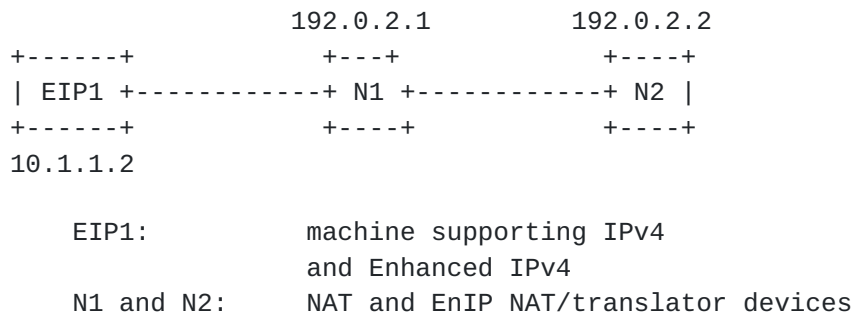 192.0.2.1         192.0.2.2
+------+            +---+             +----+
| EIP1 +------------+ N1 +------------+ N2 |
+------+            +----+            +----+
10.1.1.2

    EIP1:          machine supporting IPv4
                   and Enhanced IPv4
    N1 and N2:     NAT and EnIP NAT/translator devices